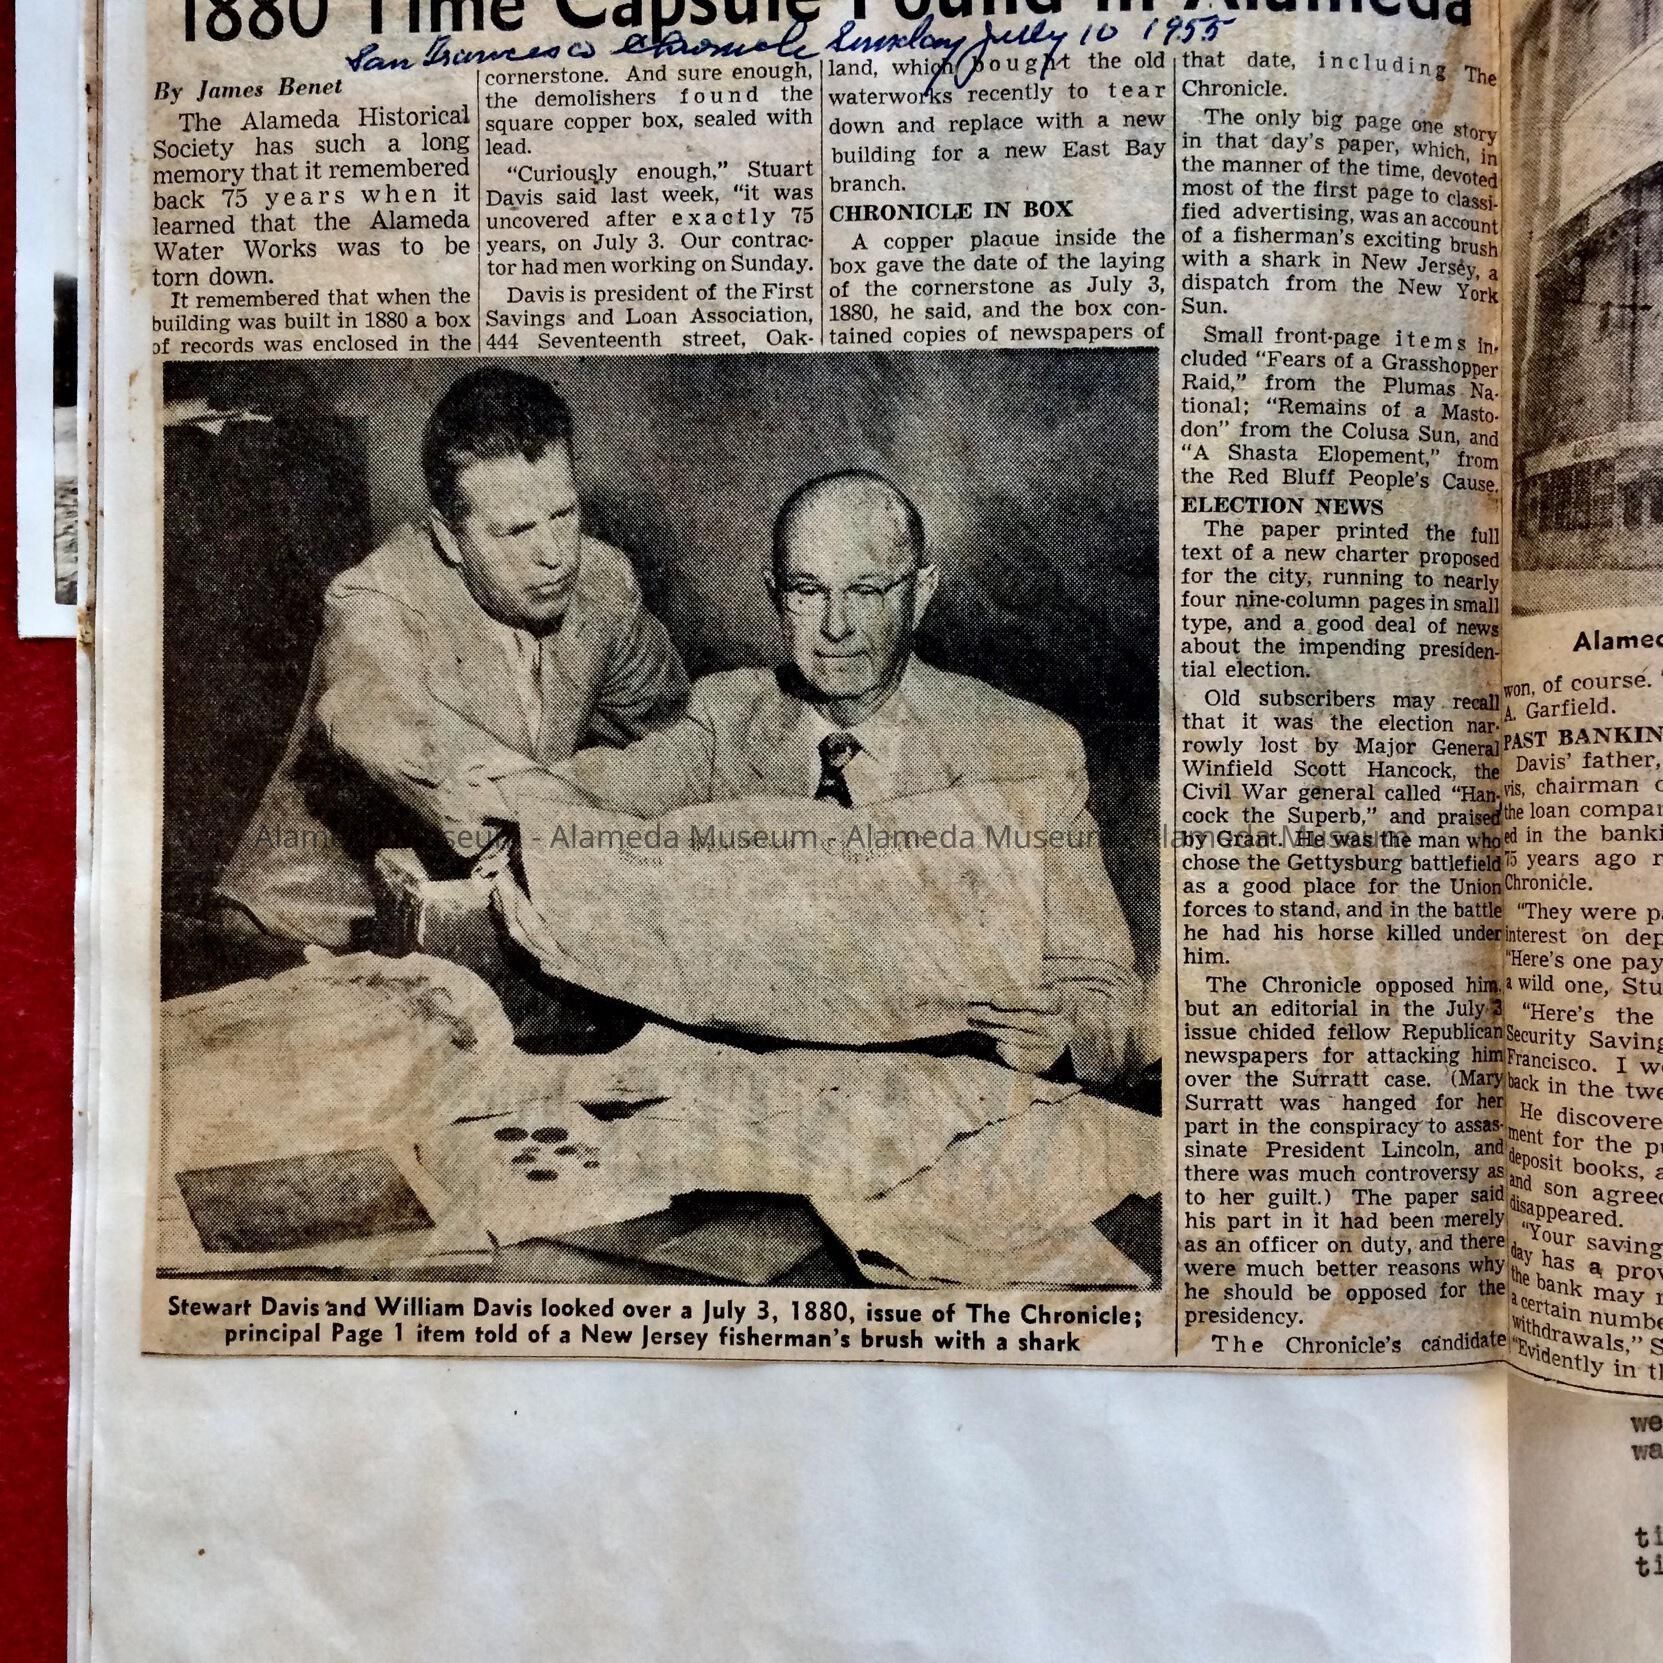 1880 Time Capsule Found in Alameda
San Francisco Chronicle Sunday July 10 1955
By James Benet
The Alameda Historical
Society has such a long
memory that it remembered
back 75 years when it
learned that the Alameda
Water Works was to be
torn down.
It remembered that when the
building was built in 1880 a box
of records was enclosed in the
cornerstone. And sure enough,
the demolishers found the
square copper box, sealed with
lead.
"Curiously enough," Stuart
Davis said last week, "it was
uncovered after exactly 75
years, on July 3. Our contrac-
tor had men working on Sunday.
Davis is president of the First
Savings and Loan Association,
444 Seventeenth street, Oak-
land, which bought the old
waterworks recently to tear
down and replace with a new
building for a new East Bay
branch.
CHRONICLE IN BOX
A copper plaque inside the
box gave the date of the laying
of the cornerstone as July 3,
1880, he said, and the box con-
tained copies of newspapers of
that date, including The
Chronicle.
The only big page one story
in that day's paper, which, in
the manner of the time, devoted
most of the first page to classi-
fied advertising, was an account
of a fisherman's exciting brush
with a shark in New Jersey, a
dispatch from the New York
Sun.
Small front-page items in-
cluded "Fears of a Grasshopper
Raid," from the Plumas Na-
tional; "Remains of a Masto-
don" from the Colusa Sun, and
"A Shasta Elopement," from
the Red Bluff People's Cause.
ELECTION NEWS
The paper printed the full
text of a new charter proposed
for the city, running to nearly
four nine-column pages in small
type, and a good deal of news
about the impending presiden-
tial election.
Old subscribers may recall
that it was the election nar-
rowly lost by Major General
Winfield Scott Hancock, the
Civil War general called "Han-
cock the Superb," and praised
by Grant. He was the man who
chose the Gettysburg battlefield
as a good place for the Union
forces to stand, and in the battle
he had his horse killed under
him.
The Chronicle opposed him,
but an editorial in the July 3
issue chided fellow Republican
newspapers for attacking him
over the Surratt case. (Mary
Surratt was hanged for her
part in the conspiracy to assas-
sinate President Lincoln, and
there was much controversy as
to her guilt.) The paper said
his part in it had been merely
as an officer on duty, and there
were much better reasons why
he should be opposed for the
presidency.
The Chronicle's candidate
Stewart Davis and William Davis looked over a July 3, 1880, issue of The Chronicle;
principal Page 1 item told of a New Jersey fisherman's brush with a shark
Alamed
won, of course.
A. Garfield.
PAST BANKIN
Davis' father,
vis, chairman
the loan compa
ed in the banki
75 years ago
Chronicle.
"They were p
interest on dep
"Here's one pay
a wild one, Stu
"Here's the
Security Saving
Francisco. I w
back in the twe
He discovere
ment for the p
deposit books, a
and son agree
disappeared.
"Your saving
day has a prov
the bank may
a certain numbe
withdrawals," S
"Evidently in t
we
wa
ti
ti
Alameda Museum - Alameda Museum - Alameda Museum - Alameda Museum